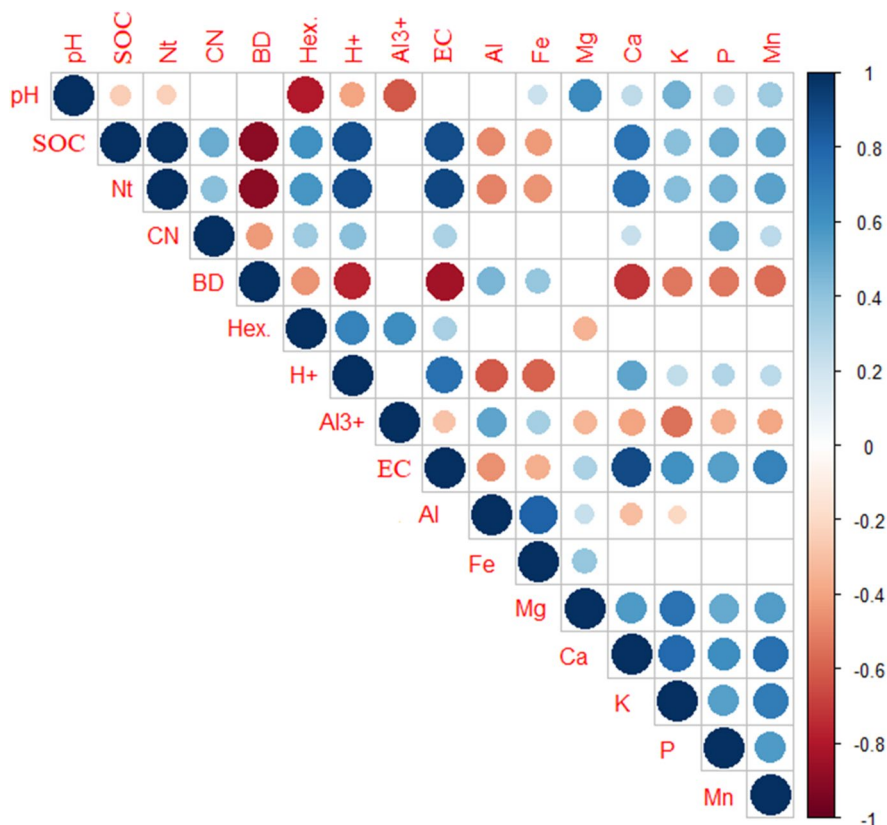 pH SOC Nt CN BD Hex. H+ Al3+ EC Al Fe Mg Ca K P Mn
pH
SOC
Nt
CN
BD
Hex.
H+
Al3+
EC
Al
Fe
Mg
Ca
K
P
Mn
1
0.8
0.6
0.4
0.2
0
-0.2
-0.4
-0.6
-0.8
-1